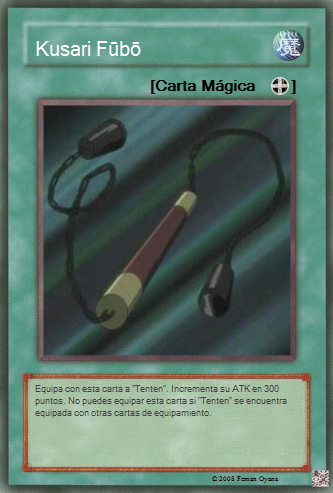 Kusari Fūbō
魔
[Carta Mágica ]
Equipa con esta carta a "Tenten". Incrementa su ATK en 300
puntos. No puedes equipar esta carta si "Tenten" se encuentra
equipada con otras cartas de equipamiento.
© 2008 Fernan Oyana